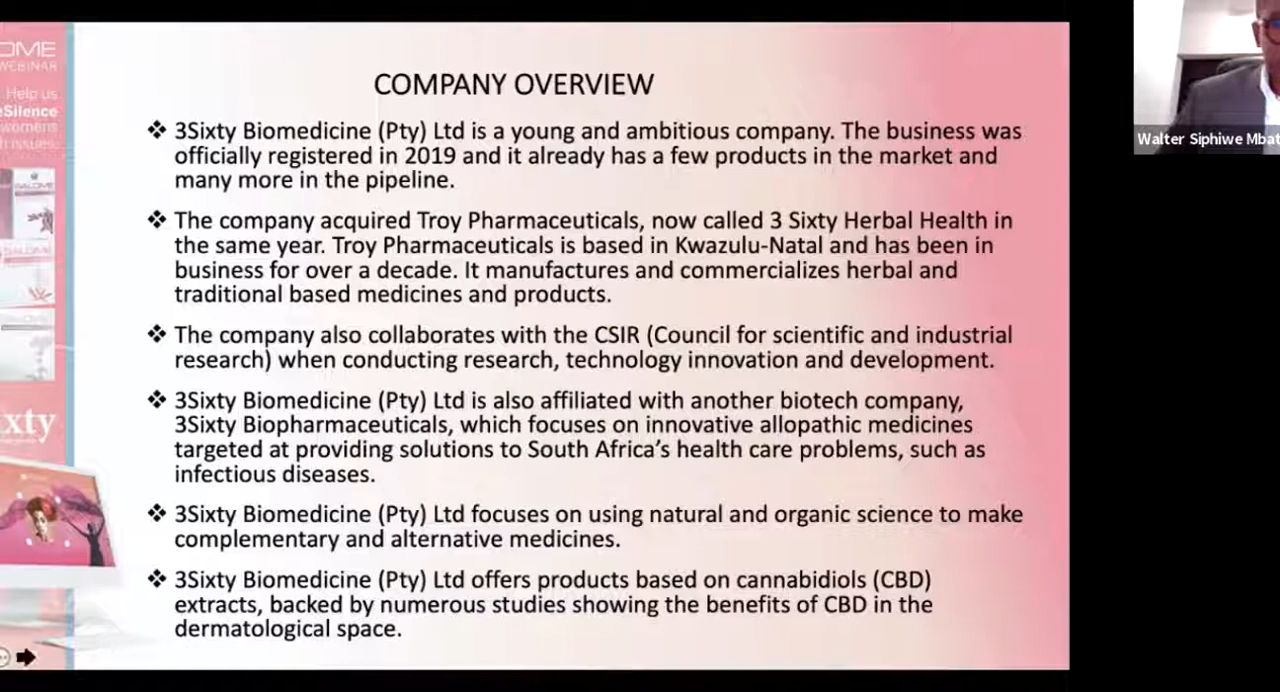 COMPANY OVERVIEW
3Sixty Biomedicine (Pty) Ltd is a young and ambitious company. The business was
officially registered in 2019 and it already has a few products in the market and
many more in the pipeline.
The company acquired Troy Pharmaceuticals, now called 3 Sixty Herbal Health in
the same year. Troy Pharmaceuticals is based in Kwazulu-Natal and has been in
business for over a decade. It manufactures and commercializes herbal and
traditional based medicines and products.
The company also collaborates with the CSIR (Council for scientific and industrial
research) when conducting research, technology innovation and development.
3Sixty Biomedicine (Pty) Ltd is also affiliated with another biotech company,
3Sixty Biopharmaceuticals, which focuses on innovative allopathic medicines
targeted at providing solutions to South Africa’s health care problems, such as
infectious diseases.
3Sixty Biomedicine (Pty) Ltd focuses on using natural and organic science to make
complementary and alternative medicines.
3Sixty Biomedicine (Pty) Ltd offers products based on cannabidiols (CBD)
extracts, backed by numerous studies showing the benefits of CBD in the
dermatological space.
OME
WEBINAR
Help us
eSilence
womens
issues.
SALOME
xty
Walter Siphiwe Mbat